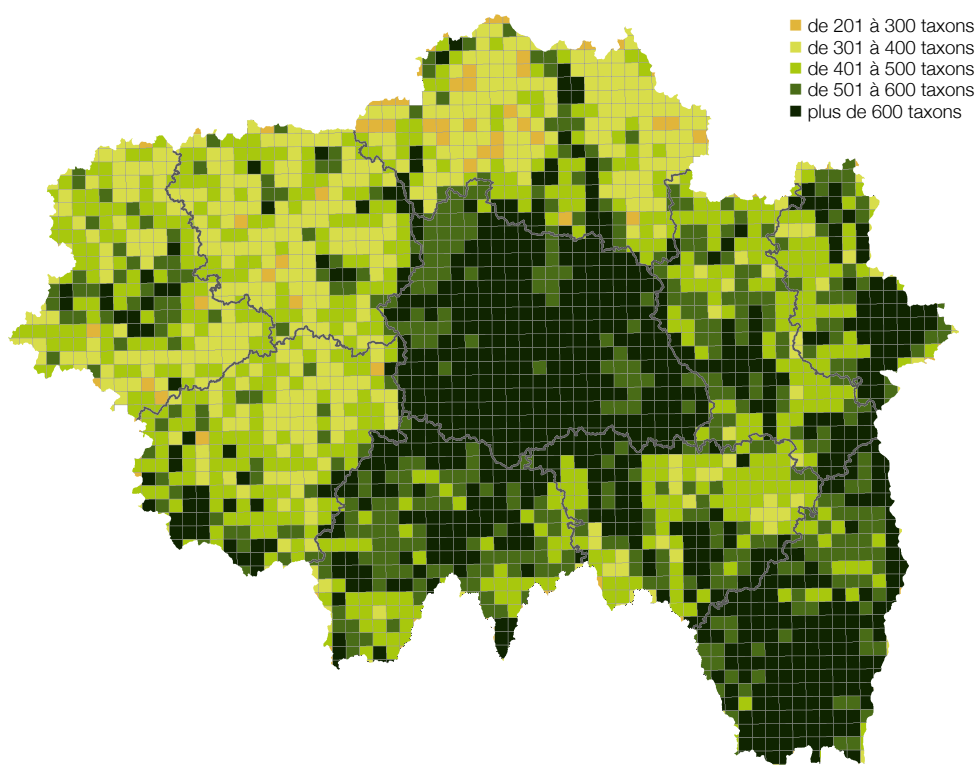 de 201 à 300 taxons
de 301 à 400 taxons
de 401 à 500 taxons
de 501 à 600 taxons
plus de 600 taxons